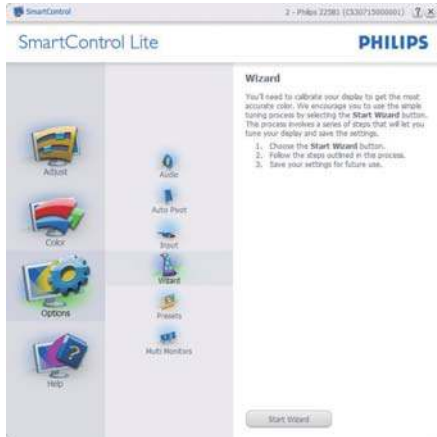 SmartControl
2 - Philips 225B1 (CS30715000001)
? x
SmartControl Lite
PHILIPS
Adjust
Color
Options
Help
Audio
Auto Pivot
Input
Wizard
Presets
Multi Monitors
Wizard
You'll need to calibrate your display to get the most
accurate color. We encourage you to use the simple
tuning process by selecting the Start Wizard button.
This process involves a series of steps that will let you
tune your display and save the settings.
1. Choose the Start Wizard button.
2. Follow the steps outlined in this process.
3. Save your settings for future use.
Start Wizard